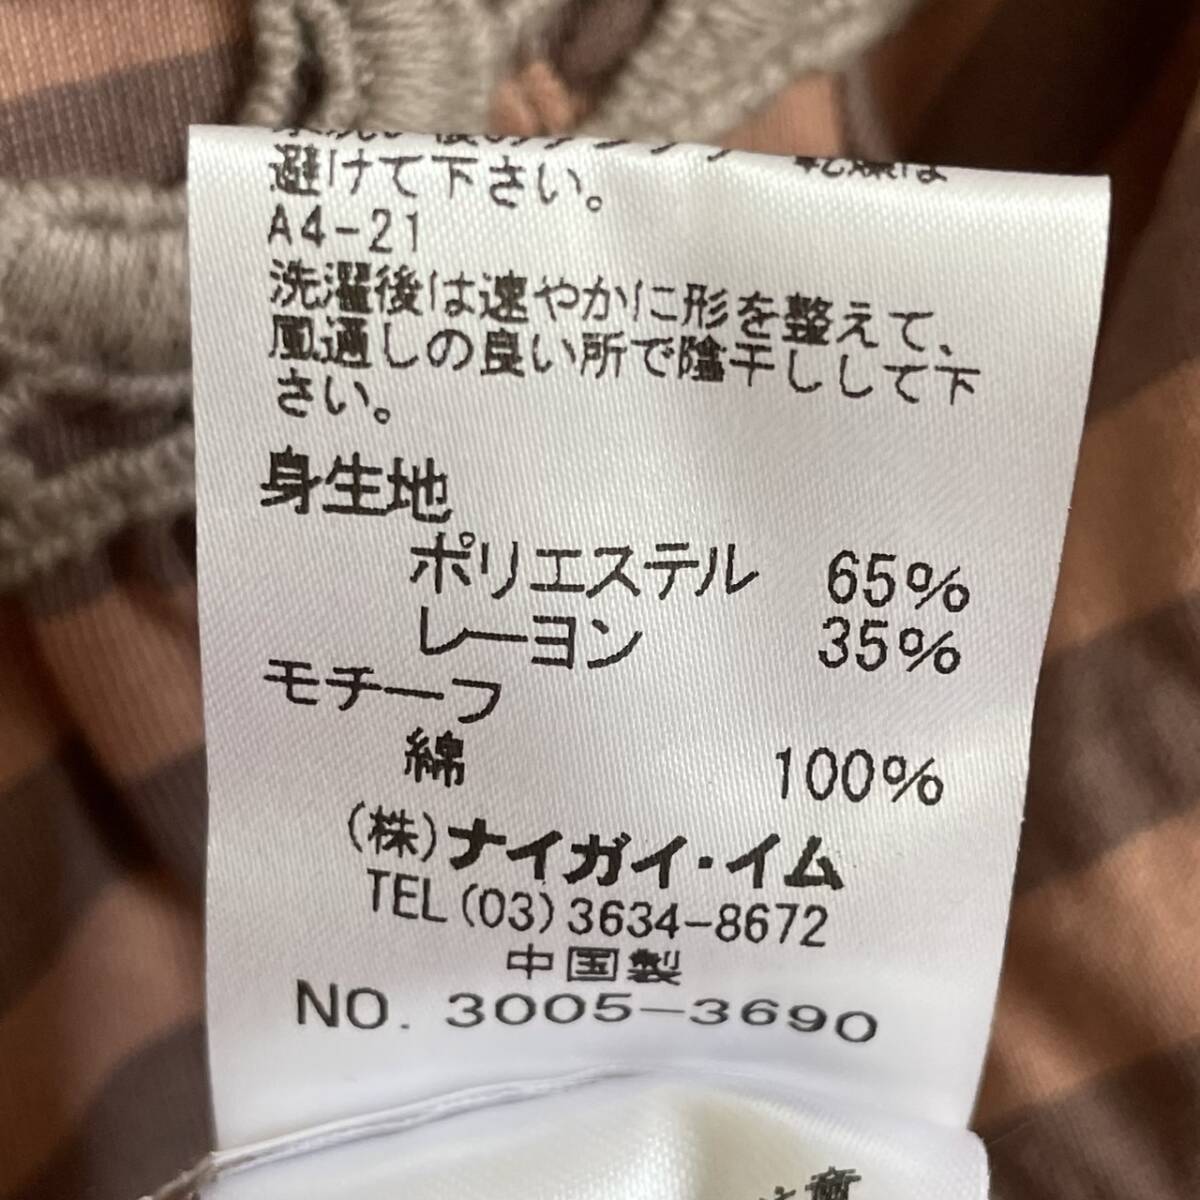 乾燥は
避けて下さい。
A4-21
洗濯後は速やかに形を整えて、
風通しの良い所で陰干しして下
さい。
身生地
ポリエステル 65%
レーヨン 35%
モチーフ
綿 100%
(株)ナイガイ・イム
TEL(03)3634-8672
中国製
NO. 3005-3690